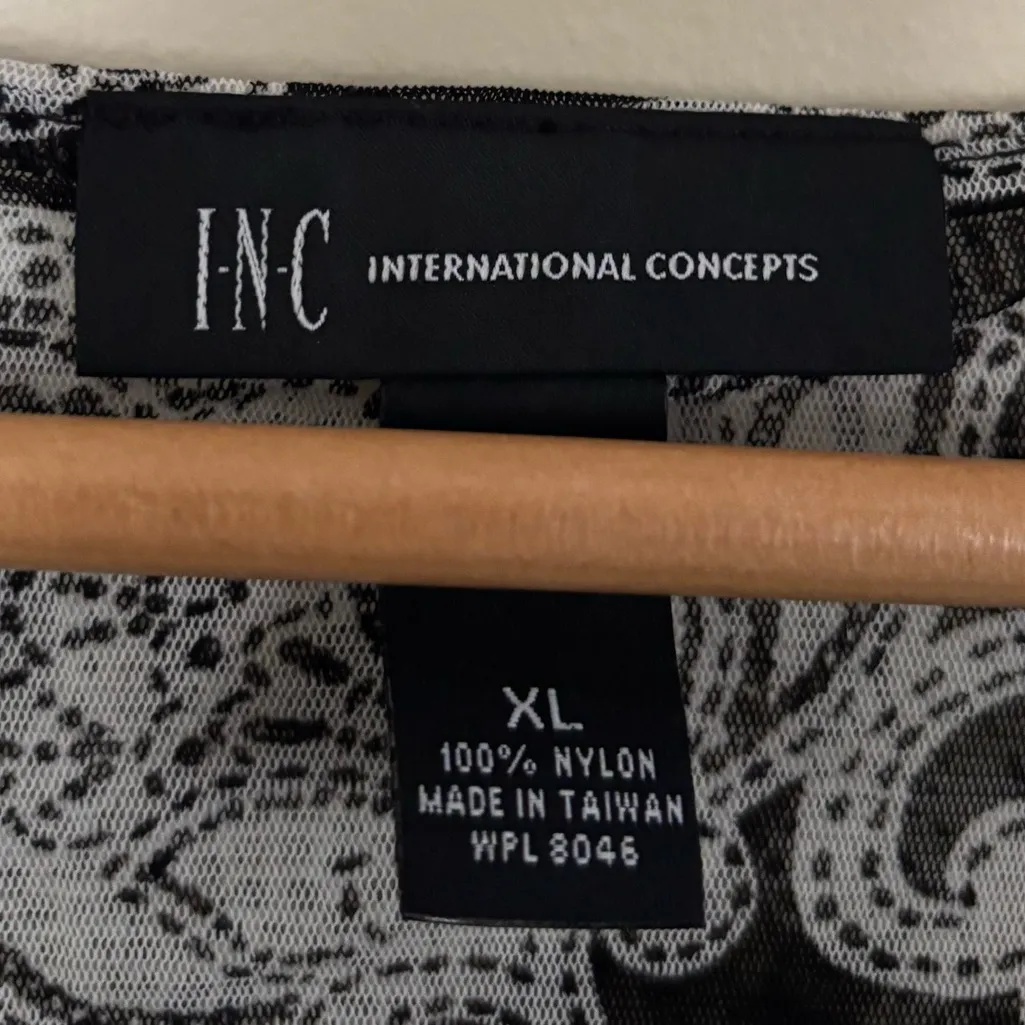 I-N-C INTERNATIONAL CONCEPTS
XL
100% NYLON
MADE IN TAIWAN
WPL 8046